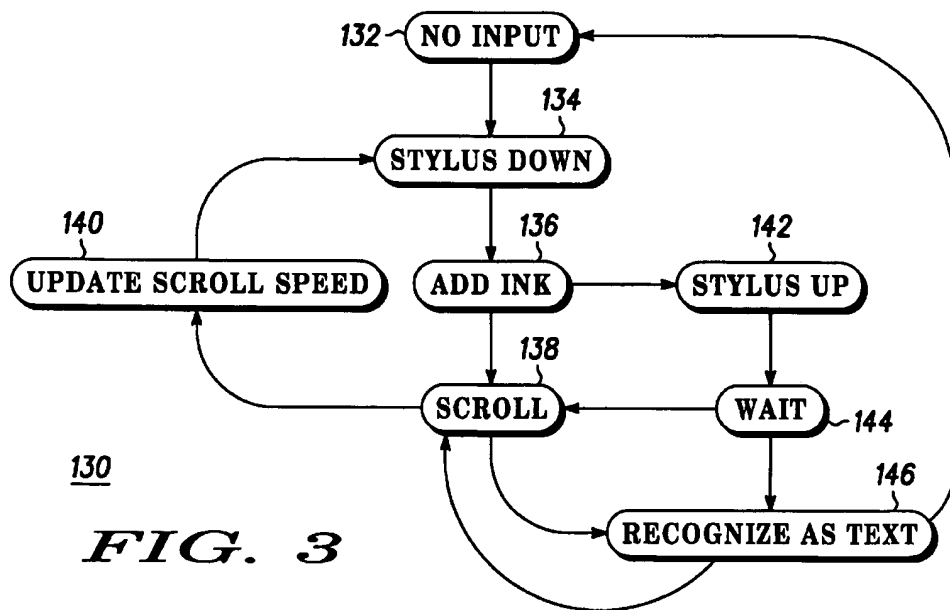 132
NO INPUT
134
STYLUS DOWN
140
136
142
UPDATE SCROLL SPEED
ADD INK
STYLUS UP
138
SCROLL
WAIT
144
130
146
RECOGNIZE AS TEXT
FIG. 3